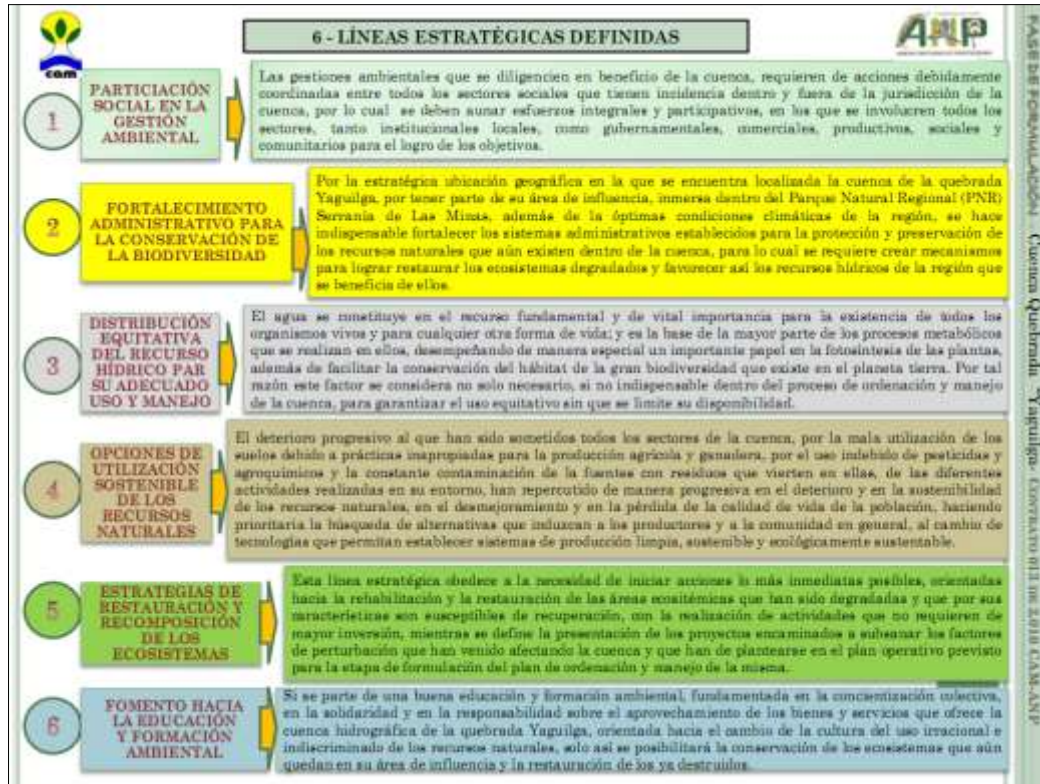 6 - LÍNEAS ESTRATÉGICAS DEFINIDAS
cam
ANP
1
PARTICIACIÓN
SOCIAL EN LA
GESTIÓN
AMBIENTAL
Las gestiones ambientales que se diligencien en beneficio de la cuenca, requieren de acciones debidamente
coordinadas entre todos los sectores sociales que tienen incidencia dentro y fuera de la jurisdicción de la
cuenca, por lo cual se deben aunar esfuerzos integrales y participativos, en los que se involucren todos los
sectores, tanto institucionales locales, como gubernamentales, comerciales, productivos, sociales y
comunitarios para el logro de los objetivos.
2
FORTALECIMIENTO
ADMINISTRATIVO PARA
LA CONSERVACIÓN DE
LA BIODIVERSIDAD
Por la estratégica ubicación geográfica en la que se encuentra localizada la cuenca de la quebrada
Yaguilga, por tener parte de su área de influencia, inmersa dentro del Parque Natural Regional (PNR)
Serranía de Las Minas, además de la óptimas condiciones climáticas de la región, se hace
indispensable fortalecer los sistemas administrativos establecidos para la protección y preservación de
los recursos naturales que aún existen dentro de la cuenca, para lo cual se requiere crear mecanismos
para lograr restaurar los ecosistemas degradados y favorecer así los recursos hídricos de la región que
se beneficia de ellos.
3
DISTRIBUCIÓN
EQUITATIVA
DEL RECURSO
HÍDRICO PAR
SU ADECUADO
USO Y MANEJO
El agua se constituye en el recurso fundamental y de vital importancia para la existencia de todos los
organismos vivos y para cualquier otra forma de vida; y es la base de la mayor parte de los procesos metabólicos
que se realizan en ellos, desempeñando de manera especial un importante papel en la fotosíntesis de las plantas,
además de facilitar la conservación del hábitat de la gran biodiversidad que existe en el planeta tierra. Por tal
razón este factor se considera no solo necesario, si no indispensable dentro del proceso de ordenación y manejo
de la cuenca, para garantizar el uso equitativo sin que se limite su disponibilidad.
4
OPCIONES DE
UTILIZACIÓN
SOSTENIBLE
DE LOS
RECURSOS
NATURALES
El deterioro progresivo al que han sido sometidos todos los sectores de la cuenca, por la mala utilización de los
suelos debido a prácticas inapropiadas para la producción agrícola y ganadera, por el uso indebido de pesticidas y
agroquímicos y la constante contaminación de la fuentes con residuos que vierten en ellas, de las diferentes
actividades realizadas en su entorno, han repercutido de manera progresiva en el deterioro y en la sostenibilidad
de los recursos naturales, en el desmejoramiento y en la pérdida de la calidad de vida de la población, haciendo
prioritaria la búsqueda de alternativas que induzcan a los productores y a la comunidad en general, al cambio de
tecnologías que permitan establecer sistemas de producción limpia, sostenible y ecológicamente sustentable.
5
ESTRATEGIAS DE
RESTAURACIÓN Y
RECOMPOSICIÓN
DE LOS
ECOSISTEMAS
Esta línea estratégica obedece a la necesidad de iniciar acciones lo más inmediatas posibles, orientadas
hacia la rehabilitación y la restauración de las áreas ecositémicas que han sido degradadas y que por sus
características son susceptibles de recuperación, con la realización de actividades que no requieren de
mayor inversión, mientras se define la presentación de los proyectos encaminados a subsanar los factores
de perturbación que han venido afectando la cuenca y que han de plantearse en el plan operativo previsto
para la etapa de formulación del plan de ordenación y manejo de la misma.
6
FOMENTO HACIA
LA EDUCACIÓN
Y FORMACIÓN
AMBIENTAL
Si se parte de una buena educación y formación ambiental, fundamentada en la concientización colectiva,
en la solidaridad y en la responsabilidad sobre el aprovechamiento de los bienes y servicios que ofrece la
cuenca hidrográfica de la quebrada Yaguilga, orientada hacia el cambio de la cultura del uso irracional e
indiscriminado de los recursos naturales, solo así se posibilitará la conservación de los ecosistemas que aún
quedan en su área de influencia y la restauración de los ya destruidos.
FASE DE FORMULACIÓN Cuenca Quebrada Yaguilga. CONTRATO 013 DE 2.010 CAM-ANP